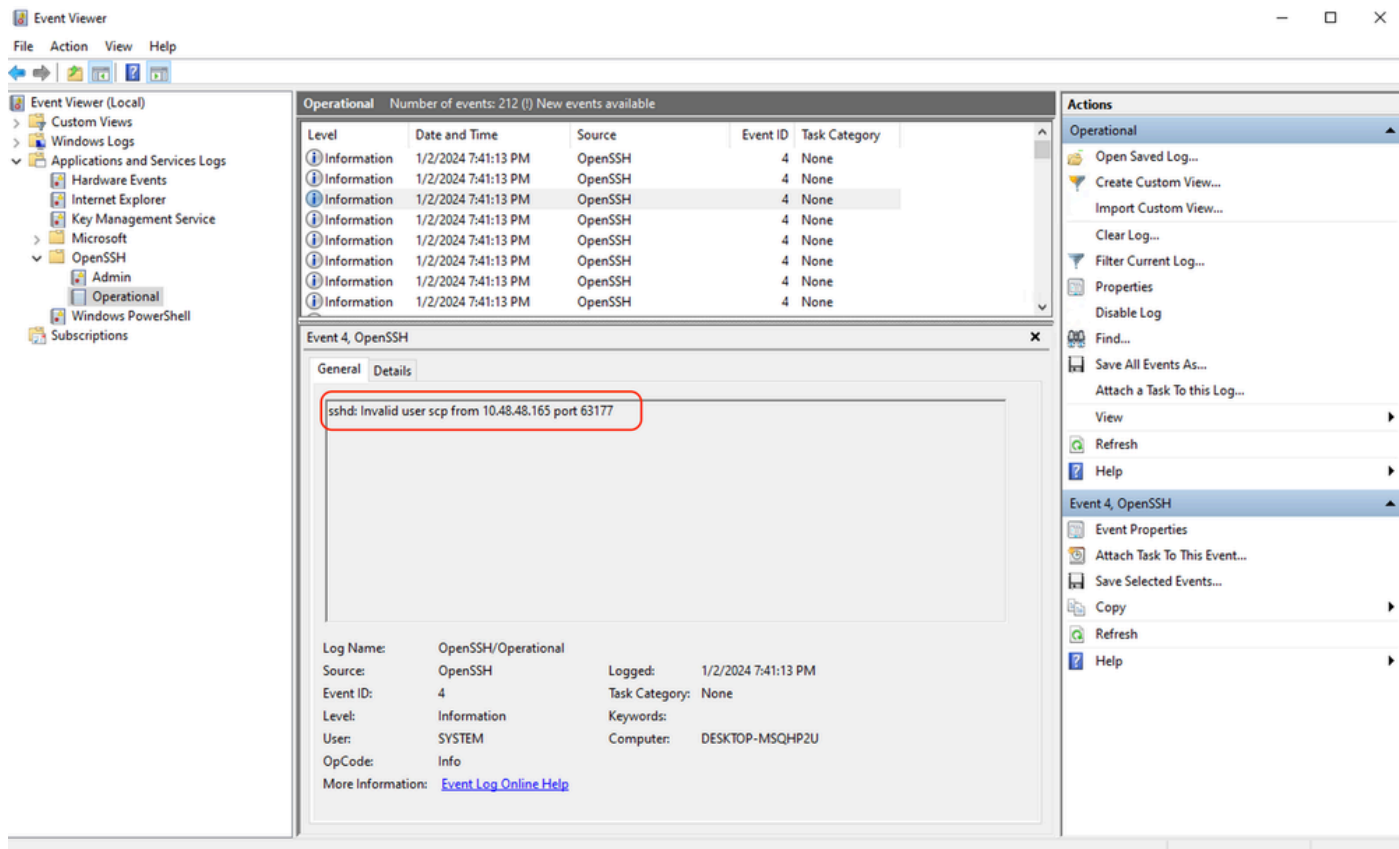 Event Viewer
File Action View Help
Event Viewer (Local)
Custom Views
Windows Logs
Applications and Services Logs
Hardware Events
Internet Explorer
Key Management Service
Microsoft
OpenSSH
Admin
Operational
Windows PowerShell
Subscriptions
Operational Number of events: 212 (!) New events available
Level Date and Time Source Event ID Task Category
Information 1/2/2024 7:41:13 PM OpenSSH 4 None
Information 1/2/2024 7:41:13 PM OpenSSH 4 None
Information 1/2/2024 7:41:13 PM OpenSSH 4 None
Information 1/2/2024 7:41:13 PM OpenSSH 4 None
Information 1/2/2024 7:41:13 PM OpenSSH 4 None
Information 1/2/2024 7:41:13 PM OpenSSH 4 None
Information 1/2/2024 7:41:13 PM OpenSSH 4 None
Information 1/2/2024 7:41:13 PM OpenSSH 4 None
Event 4, OpenSSH
General Details
sshd: Invalid user scp from 10.48.48.165 port 63177
Log Name: OpenSSH/Operational
Source: OpenSSH Logged: 1/2/2024 7:41:13 PM
Event ID: 4 Task Category: None
Level: Information Keywords:
User: SYSTEM Computer: DESKTOP-MSQHP2U
OpCode: Info
More Information: Event Log Online Help
Actions
Operational
Open Saved Log...
Create Custom View...
Import Custom View...
Clear Log...
Filter Current Log...
Properties
Disable Log
Find...
Save All Events As...
Attach a Task To this Log...
View
Refresh
Help
Event 4, OpenSSH
Event Properties
Attach Task To This Event...
Save Selected Events...
Copy
Refresh
Help